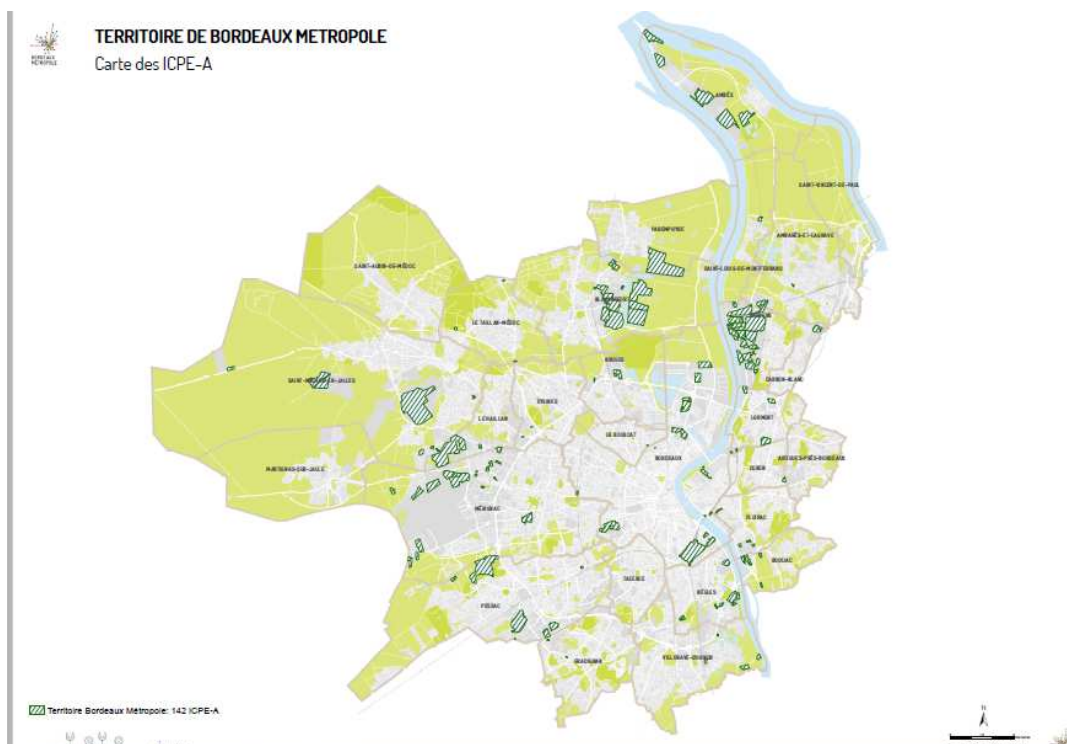 TERRITOIRE DE BORDEAUX METROPOLE
Carte des ICPE-A
BORDEAUX
MÉTROPOLE
AMBÈS
SAINT-VINCENT-DE-PAUL
PAREMPUYRE
AMBARÈS-ET-LAGRAVE
SAINT-AUBIN-DE-MÉDOC
SAINT-LOUIS-DE-MONTFERRAND
LE TAILLAN-MÉDOC
BRUGES
CARBON-BLANC
SAINT-MÉDARD-EN-JALLES
EYSINES
LE HAILLAN
LORMONT
LE BOUSCAT
BORDEAUX
ARTIGUES-PRÈS-BORDEAUX
MARTIGNAS-SUR-JALLE
CENON
MÉRIGNAC
FLOIRAC
BOULIAC
TALENCE
BÈGLES
PESSAC
GRADIGNAN
VILLENAVE-D'ORNON
Territoire Bordeaux Métropole: 142 ICPE-A
N